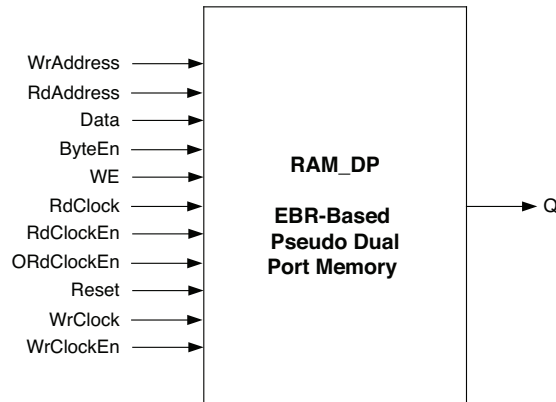 WrAddress
RdAddress
Data
ByteEn
WE
RdClock
RdClockEn
ORdClockEn
Reset
WrClock
WrClockEn
RAM_DP
EBR-Based
Pseudo Dual
Port Memory
Q